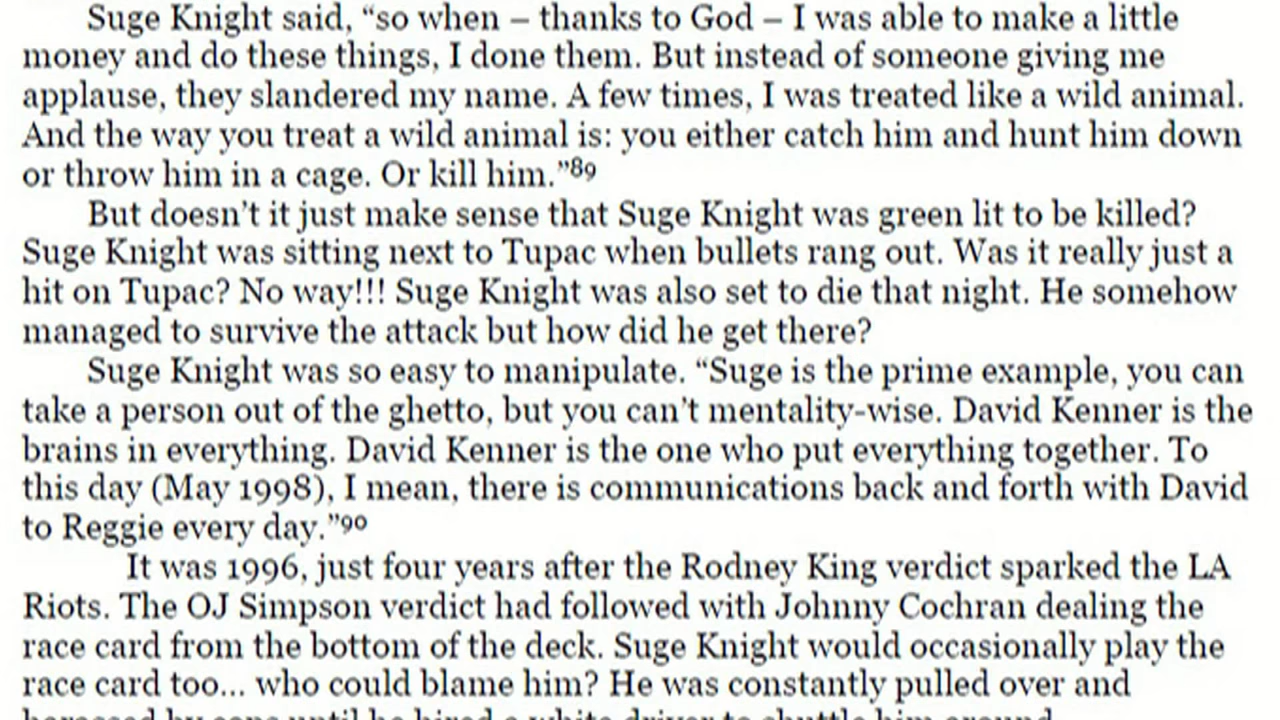 Suge Knight said, “so when – thanks to God – I was able to make a little
money and do these things, I done them. But instead of someone giving me
applause, they slandered my name. A few times, I was treated like a wild animal.
And the way you treat a wild animal is: you either catch him and hunt him down
or throw him in a cage. Or kill him.”89
But doesn’t it just make sense that Suge Knight was green lit to be killed?
Suge Knight was sitting next to Tupac when bullets rang out. Was it really just a
hit on Tupac? No way!!! Suge Knight was also set to die that night. He somehow
managed to survive the attack but how did he get there?
Suge Knight was so easy to manipulate. “Suge is the prime example, you can
take a person out of the ghetto, but you can’t mentality-wise. David Kenner is the
brains in everything. David Kenner is the one who put everything together. To
this day (May 1998), I mean, there is communications back and forth with David
to Reggie every day.”90
It was 1996, just four years after the Rodney King verdict sparked the LA
Riots. The OJ Simpson verdict had followed with Johnny Cochran dealing the
race card from the bottom of the deck. Suge Knight would occasionally play the
race card too... who could blame him? He was constantly pulled over and
by cops until he hired a white driver to shuttle him around